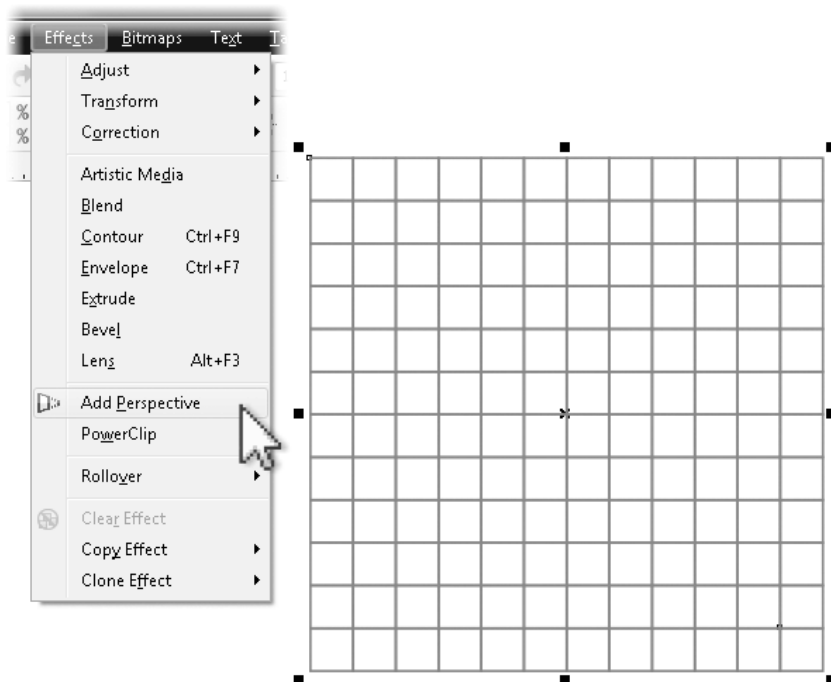 Effects Bitmaps Text
Adjust
Transform
Correction
Artistic Media
Blend
Contour Ctrl+F9
Envelope Ctrl+F7
Extrude
Bevel
Lens Alt+F3
Add Perspective
PowerClip
Rollover
Clear Effect
Copy Effect
Clone Effect
%
%